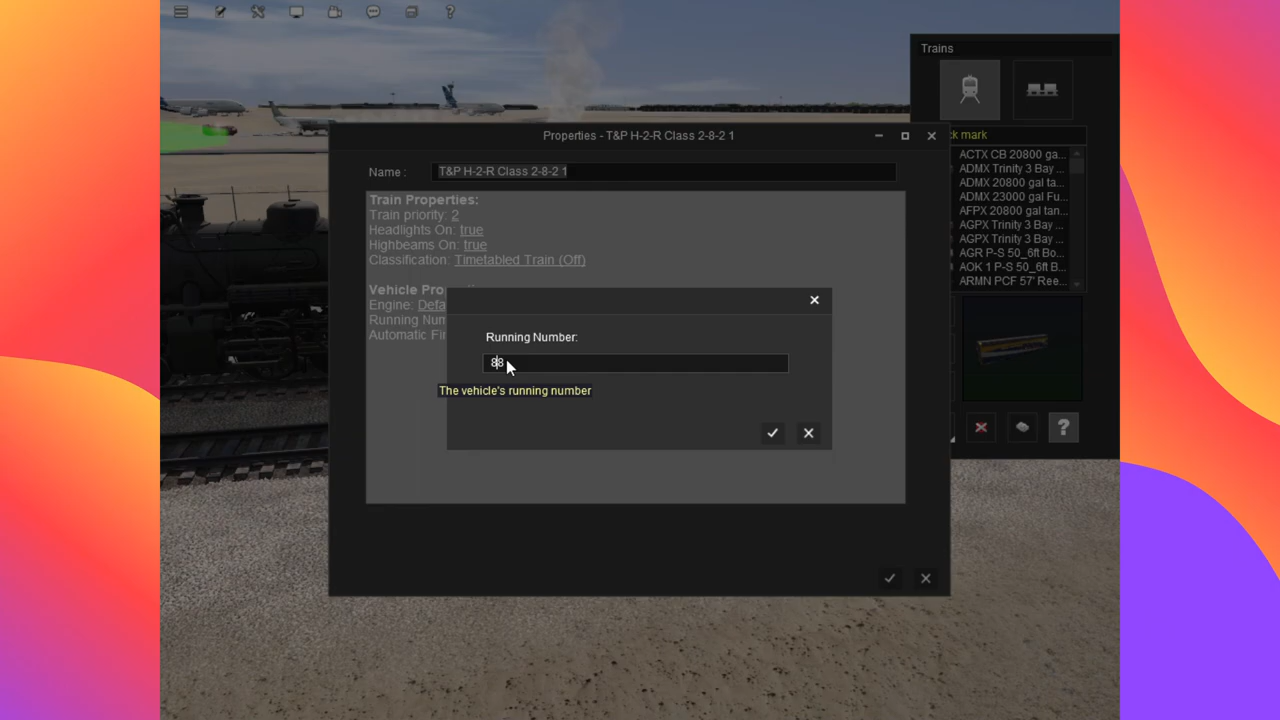 Trains
Properties - T&P H-2-R Class 2-8-2 1
ck mark
Name :
T&P H-2-R Class 2-8-2 1
ACTX CB 20800 ga...
ADMX Trinity 3 Bay ...
ADMX 20800 gal ta...
ADMX 23000 gal Fu...
AFPX 20800 gal tan...
AGPX Trinity 3 Bay ...
AGPX Trinity 3 Bay ...
AGR P-S 50_6ft Bo...
AOK 1 P-S 50_6ft B...
ARMN PCF 57' Ree...
Train Properties:
Train priority: 2
Headlights On: true
Highbeams On: true
Classification: Timetabled Train (Off)
Vehicle Pro
Engine: Defa
Running Num
Automatic Fir
Running Number:
88
The vehicle's running number